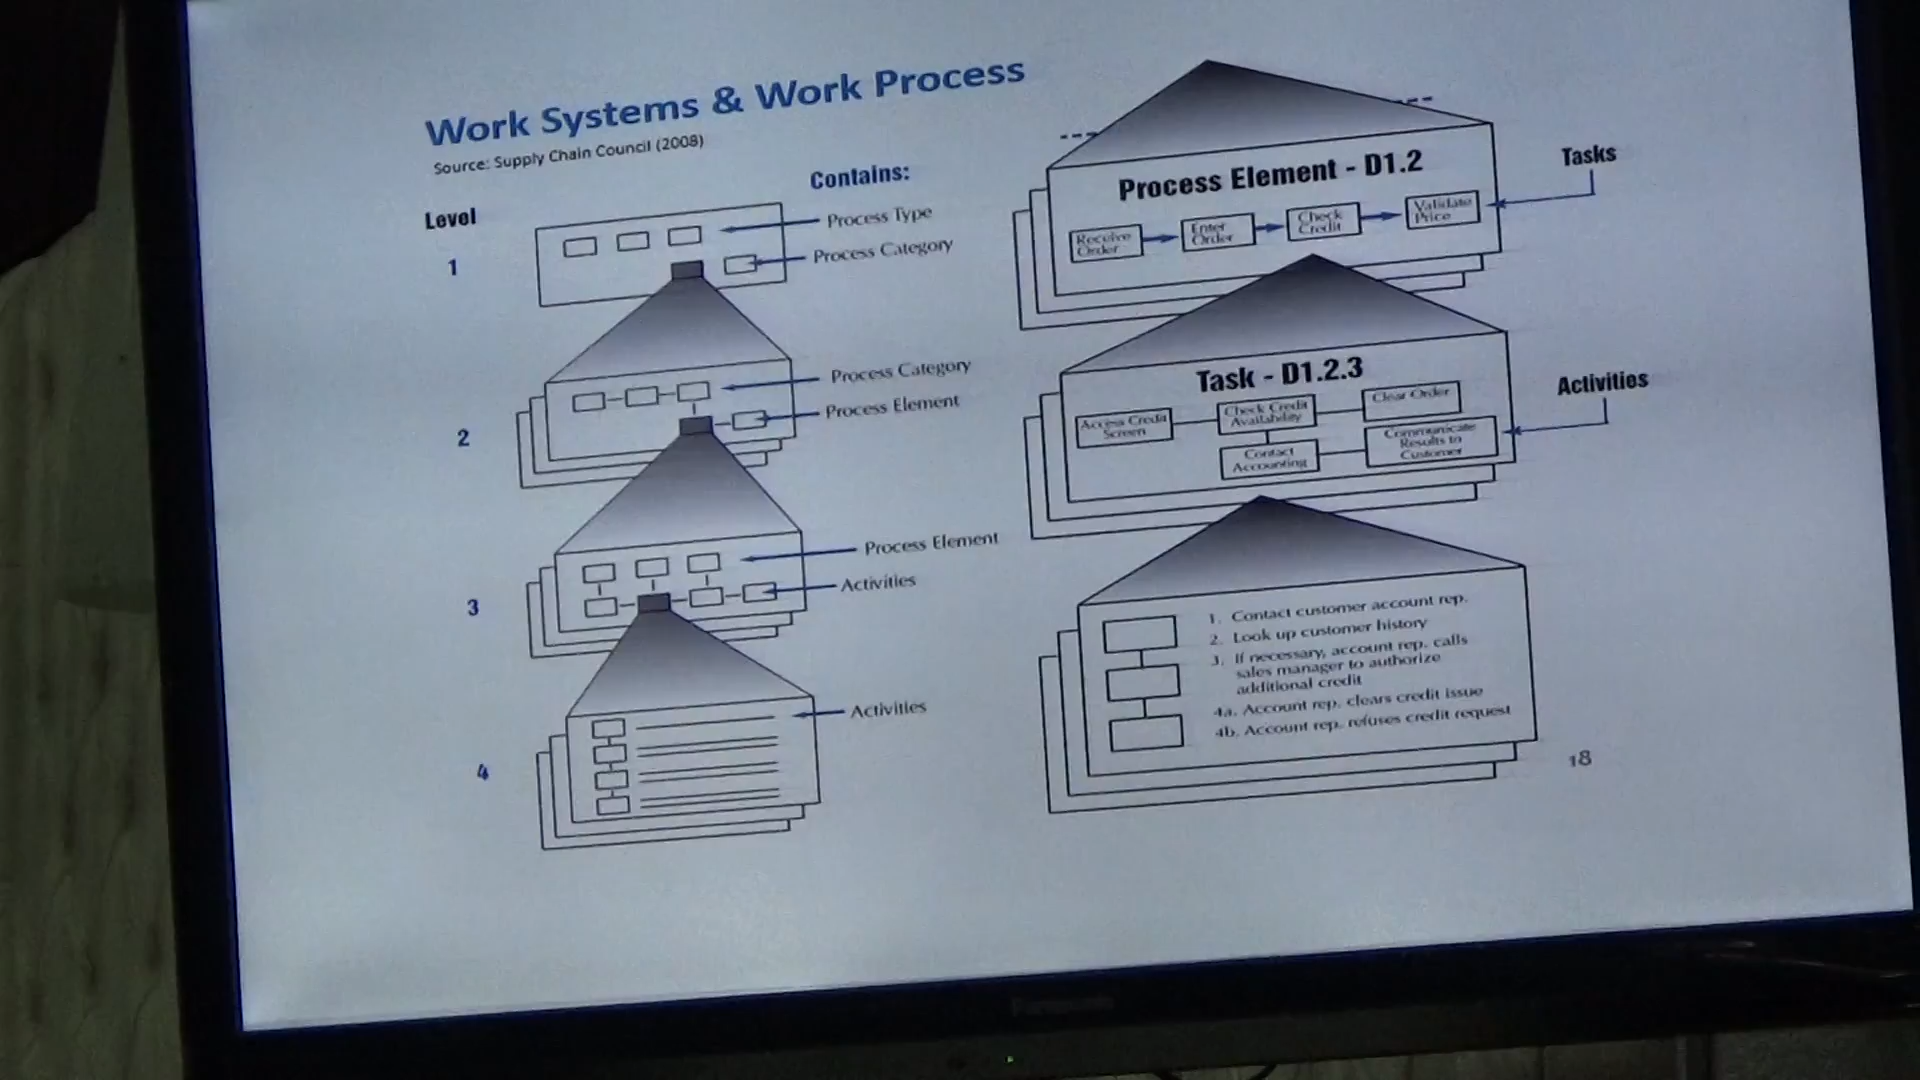 Work Systems & Work Process
Source: Supply Chain Council (2008)
Level
Contains:
1
Process Type
Process Category
2
Process Category
Process Element
3
Process Element
Activities
4
Activities
Process Element - D1.2
Receive
Order
Enter
Order
Check
Credit
Validate
Price
Tasks
Task - D1.2.3
Access Credit
Screen
Check Credit
Availability
Clear Order
Contact
Accounting
Communicate
Results to
Customer
Activities
1. Contact customer account rep.
2. Look up customer history
3. If necessary, account rep. calls
sales manager to authorize
additional credit
4a. Account rep. clears credit issue
4b. Account rep. refuses credit request
18
Panasonic